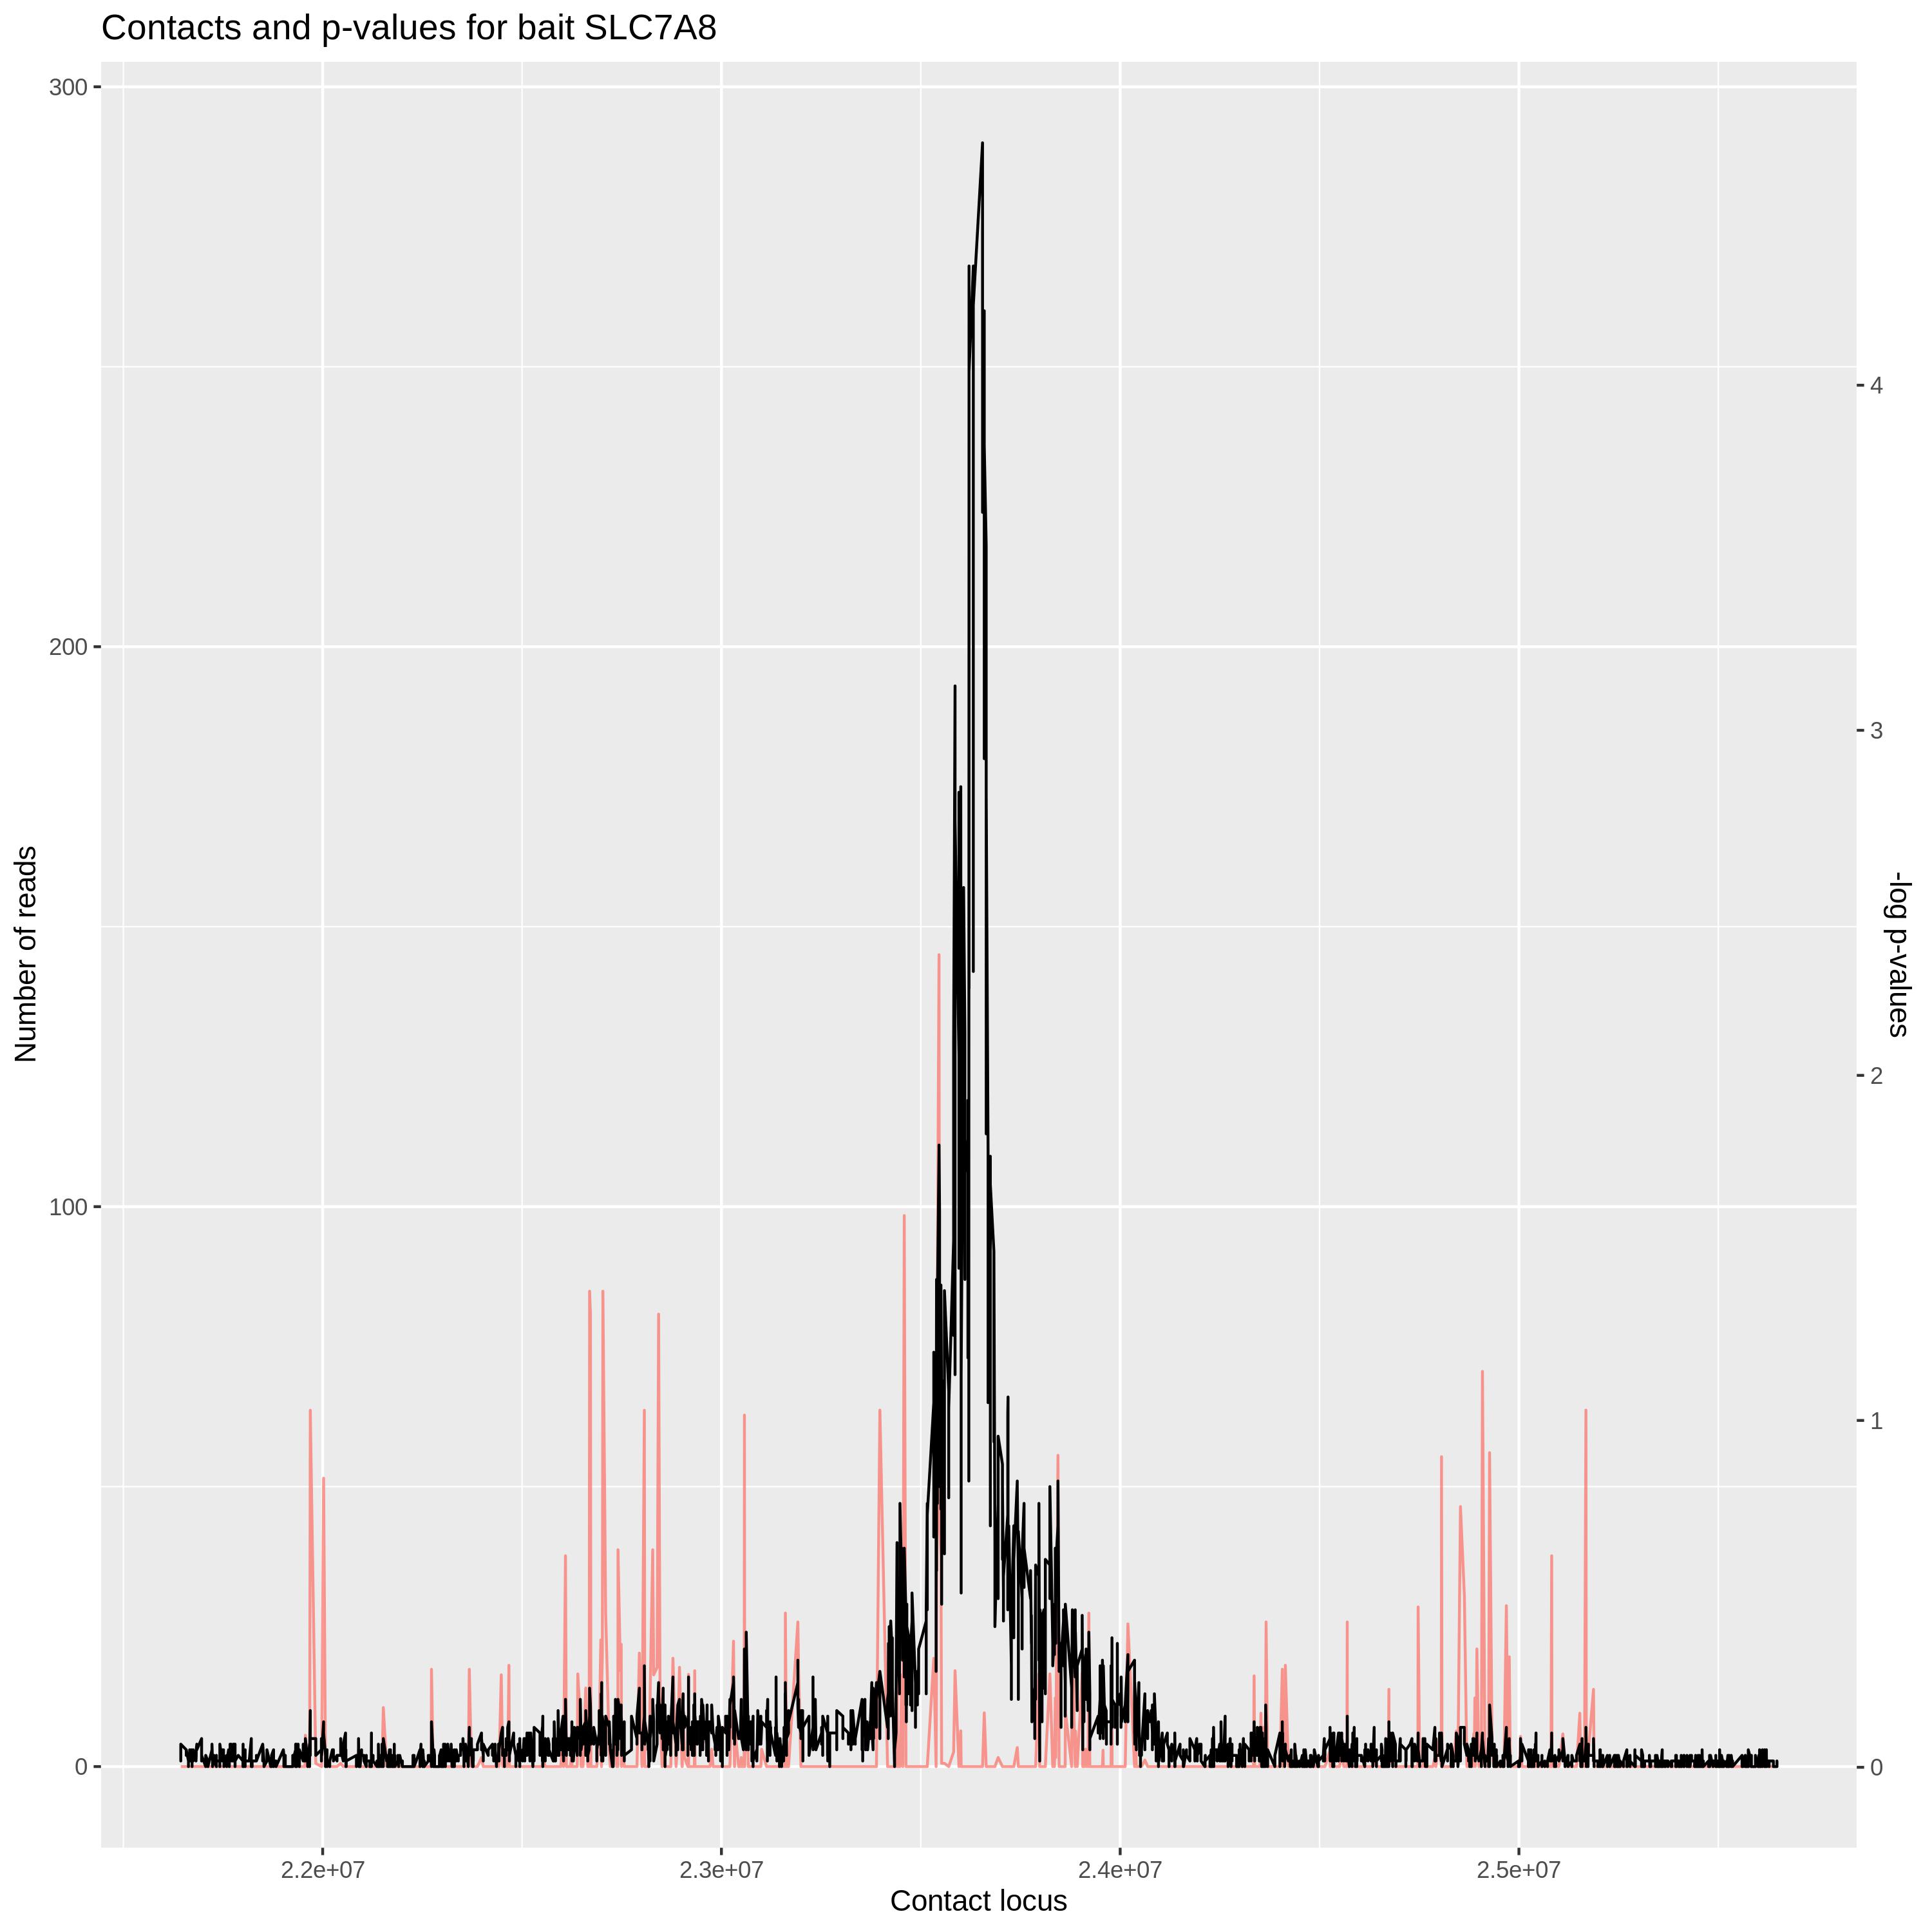 Contacts and p-values for bait SLC7A8
300
200
100
0
Number of reads
4
3
2
1
0
-log p-values
2.2e+07
2.3e+07
2.4e+07
2.5e+07
Contact locus